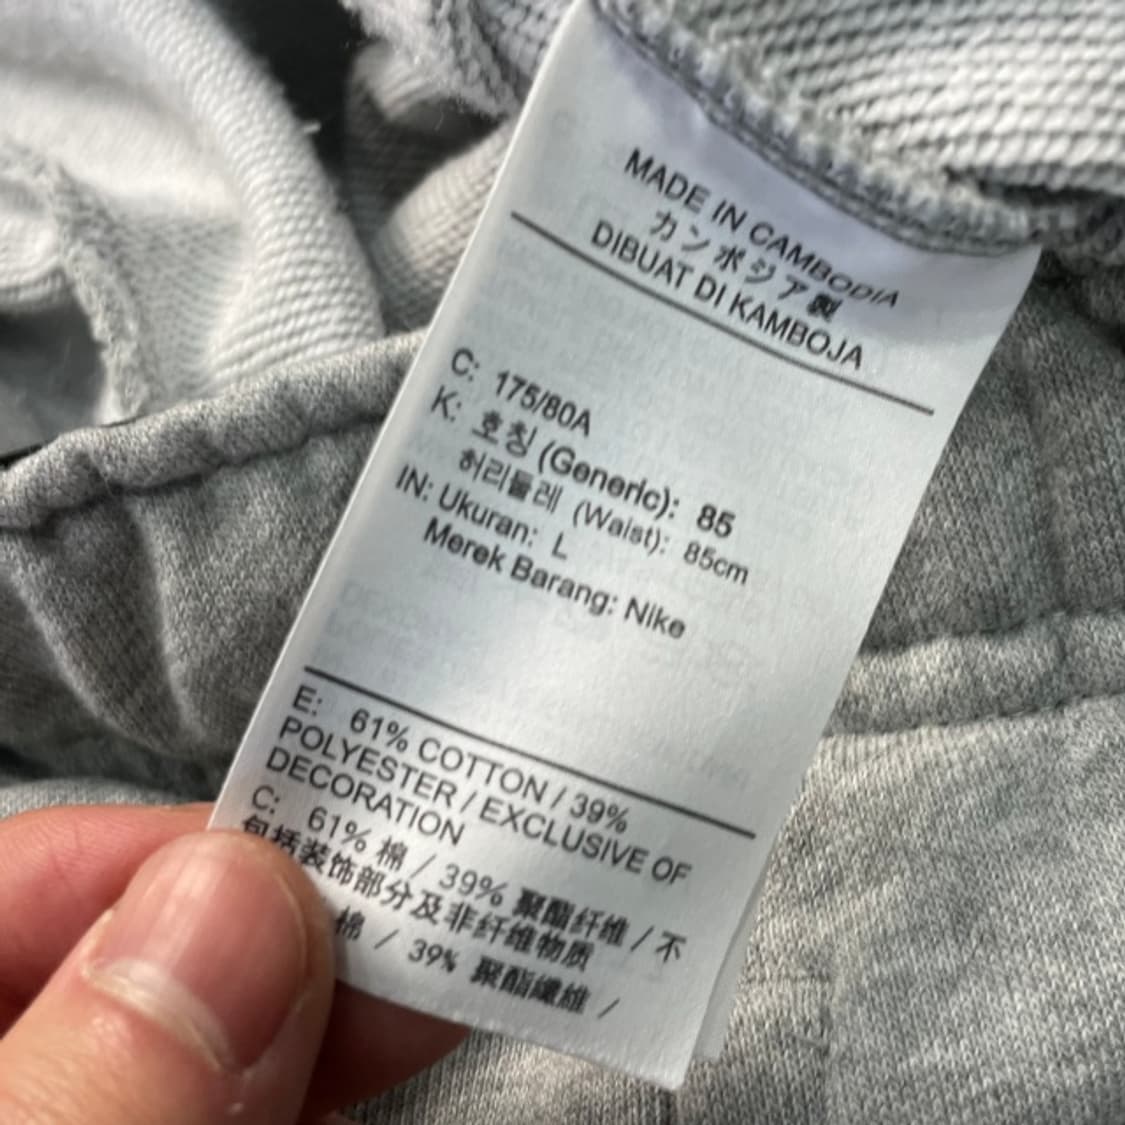 MADE IN CAMBODIA
カンボジア製
DIBUAT DI KAMBOJA
C: 175/80A
K: 호칭 (Generic): 85
허리둘레 (Waist): 85cm
IN: Ukuran: L
Merek Barang: Nike
E: 61% COTTON / 39%
POLYESTER / EXCLUSIVE OF
DECORATION
C: 61% 棉 / 39% 聚酯纤维 / 不
包括装饰部分及非纤维物质
棉 / 39% 聚酯纖維 /